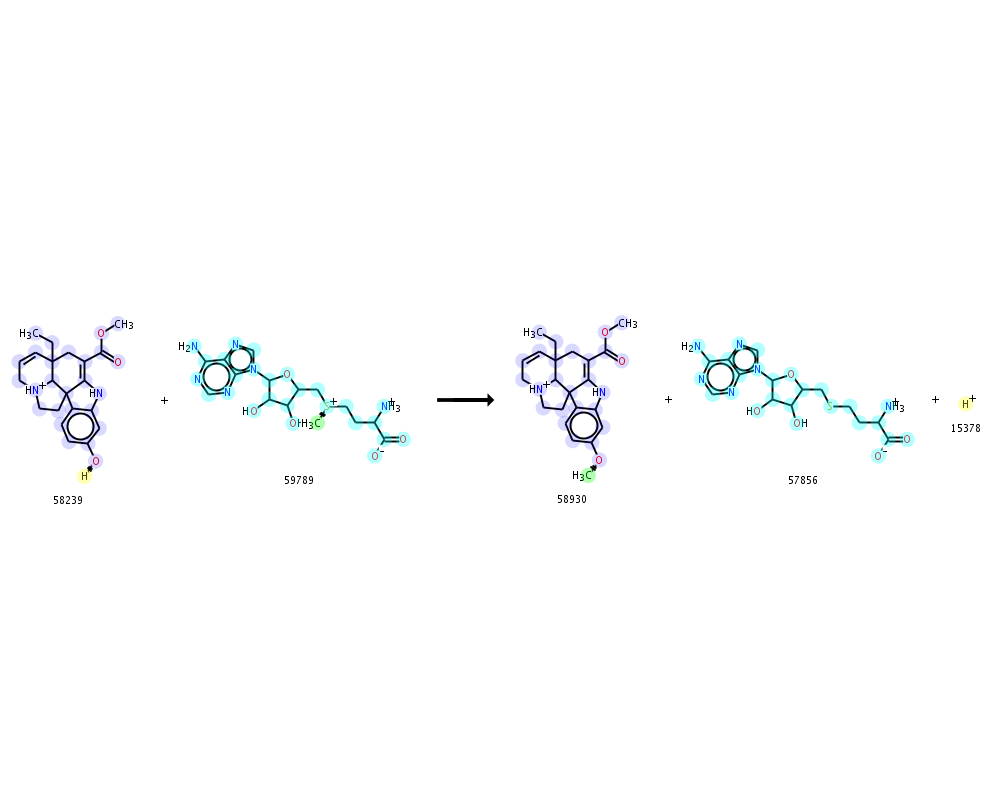 H₃C
O
CH₃
O
HN+
HN
O
H
58239
+
H₂N
N
N
N
N
N
O
HO
OH
H₃C
S+
NH₃+
O
O-
59789
H₃C
O
CH₃
O
HN+
HN
O
H₃C
58930
+
H₂N
N
N
N
N
N
O
HO
OH
S
NH₃+
O
O-
57856
+
H+
15378